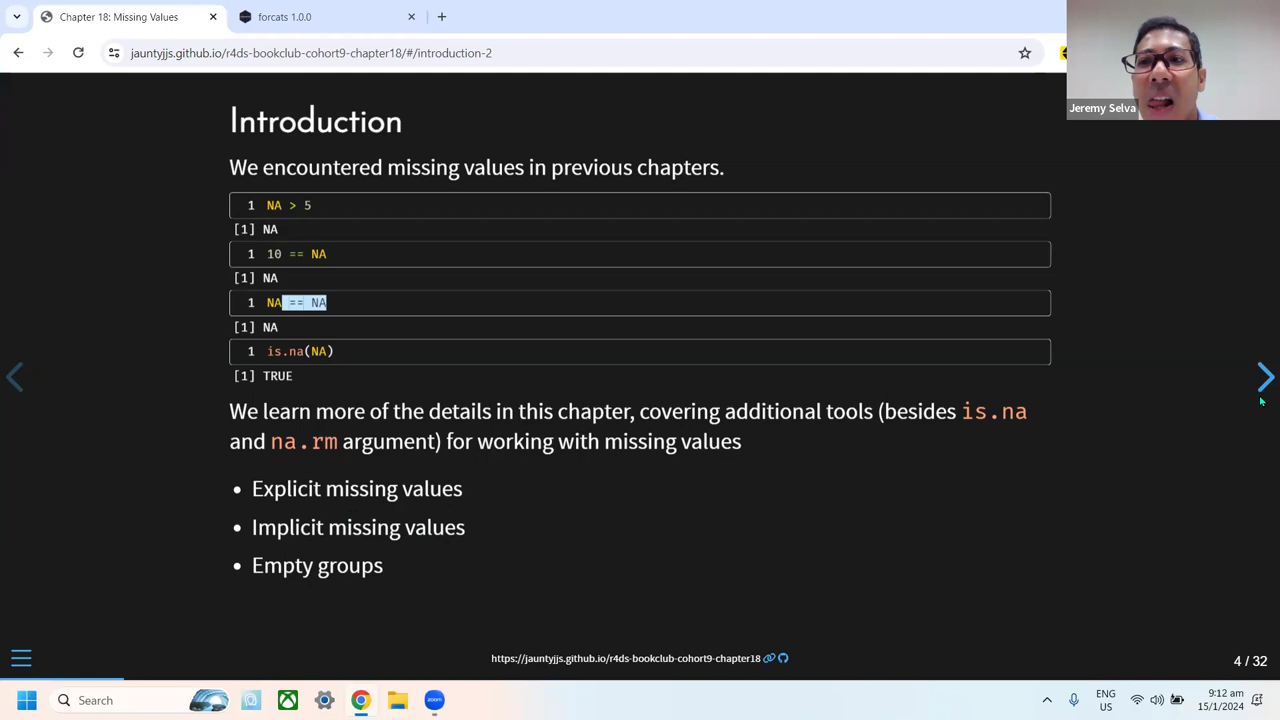 Chapter 18: Missing Values
forcats 1.0.0
jauntyjjs.github.io/r4ds-bookclub-cohort9-chapter18/#/introduction-2
Jeremy Selva
Introduction
We encountered missing values in previous chapters.
1 NA > 5
[1] NA
1 10 == NA
[1] NA
1 NA == NA
[1] NA
1 is.na(NA)
[1] TRUE
We learn more of the details in this chapter, covering additional tools (besides is.na
and na.rm argument) for working with missing values
• Explicit missing values
• Implicit missing values
• Empty groups
https://jauntyjjs.github.io/r4ds-bookclub-cohort9-chapter18
4 / 32
Search
zoom
ENG
US
9:12 am
15/1/2024